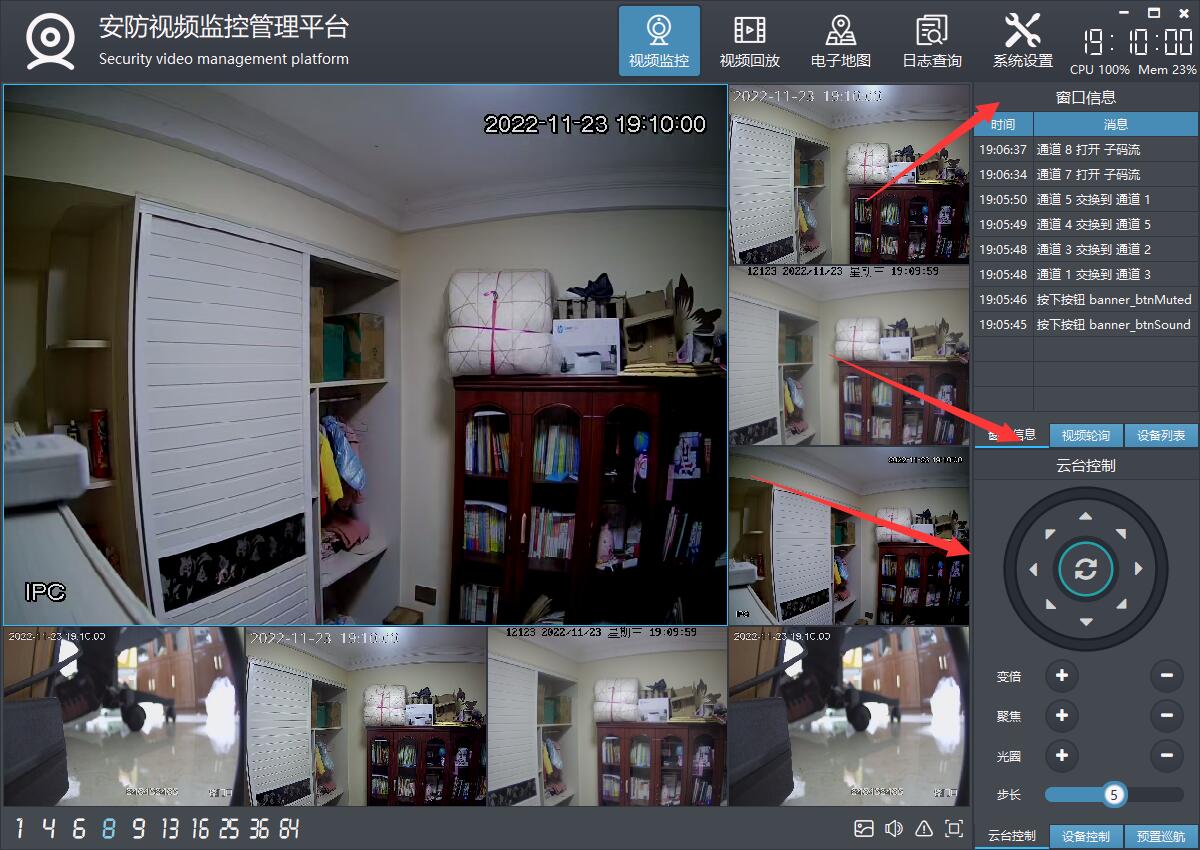 安防视频监控管理平台
Security video management platform
视频监控
视频回放
电子地图
日志查询
系统设置
19:10:00
CPU 100% Mem 23%
2022-11-23 19:10:00
IPC
2022-11-23 19:10:00
12123 2022/11/23 星期三 19:09:59
2022-11-23 19:10:00
IPC
2022-11-23 19:10:00
2022-11-23 19:10:00
12123 2022/11/23 星期三 19:09:59
2022-11-23 19:10:00
窗口信息
时间 消息
19:06:37 通道 8 打开 子码流
19:06:34 通道 7 打开 子码流
19:05:50 通道 5 交换到 通道 1
19:05:49 通道 4 交换到 通道 5
19:05:48 通道 3 交换到 通道 2
19:05:48 通道 1 交换到 通道 3
19:05:46 按下按钮 banner_btnMuted
19:05:45 按下按钮 banner_btnSound
窗口信息 视频轮询 设备列表
云台控制
变倍
聚焦
光圈
步长 5
云台控制 设备控制 预置巡航
1 4 6 8 9 13 16 25 36 64